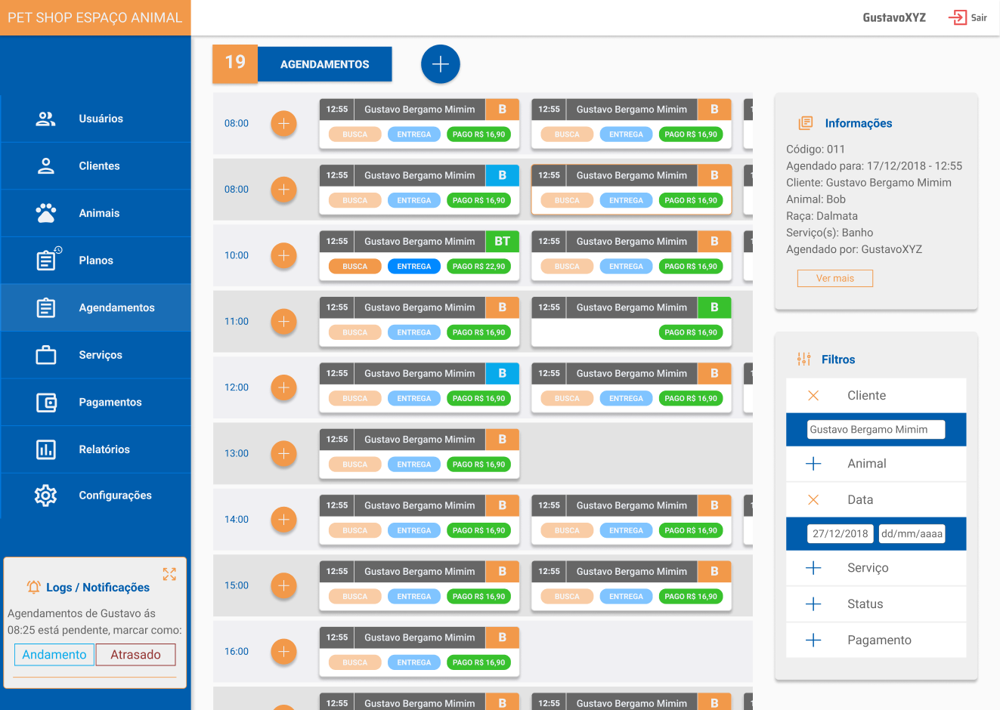 PET SHOP ESPAÇO ANIMAL
GustavoXYZ
Sair
19
AGENDAMENTOS
Usuários
Clientes
Animais
Planos
Agendamentos
Serviços
Pagamentos
Relatórios
Configurações
Logs / Notificações
Agendamentos de Gustavo ás
08:25 está pendente, marcar como:
Andamento
Atrasado
08:00
12:55 Gustavo Bergamo Mimim B
BUSCA ENTREGA PAGO R$ 16,90
12:55 Gustavo Bergamo Mimim B
BUSCA ENTREGA PAGO R$ 16,90
08:00
12:55 Gustavo Bergamo Mimim B
BUSCA ENTREGA PAGO R$ 16,90
12:55 Gustavo Bergamo Mimim B
BUSCA ENTREGA PAGO R$ 16,90
10:00
12:55 Gustavo Bergamo Mimim BT
BUSCA ENTREGA PAGO R$ 22,90
12:55 Gustavo Bergamo Mimim B
BUSCA ENTREGA PAGO R$ 16,90
11:00
12:55 Gustavo Bergamo Mimim B
BUSCA ENTREGA PAGO R$ 16,90
12:55 Gustavo Bergamo Mimim B
PAGO R$ 16,90
12:00
12:55 Gustavo Bergamo Mimim B
BUSCA ENTREGA PAGO R$ 16,90
12:55 Gustavo Bergamo Mimim B
BUSCA ENTREGA PAGO R$ 16,90
13:00
12:55 Gustavo Bergamo Mimim B
BUSCA ENTREGA PAGO R$ 16,90
14:00
12:55 Gustavo Bergamo Mimim B
BUSCA ENTREGA PAGO R$ 16,90
12:55 Gustavo Bergamo Mimim B
BUSCA ENTREGA PAGO R$ 16,90
15:00
12:55 Gustavo Bergamo Mimim B
BUSCA ENTREGA PAGO R$ 16,90
12:55 Gustavo Bergamo Mimim B
BUSCA ENTREGA PAGO R$ 16,90
16:00
12:55 Gustavo Bergamo Mimim B
BUSCA ENTREGA PAGO R$ 16,90
12:55 Gustavo Bergamo Mimim B
12:55 Gustavo Bergamo Mimim B
Informações
Código: 011
Agendado para: 17/12/2018 - 12:55
Cliente: Gustavo Bergamo Mimim
Animal: Bob
Raça: Dalmata
Serviço(s): Banho
Agendado por: GustavoXYZ
Ver mais
Filtros
Cliente
Gustavo Bergamo Mimim
Animal
Data
27/12/2018 dd/mm/aaaa
Serviço
Status
Pagamento